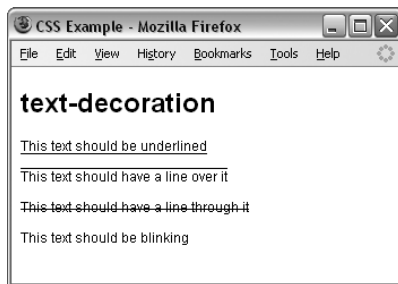 CSS Example - Mozilla Firefox
File Edit View History Bookmarks Tools Help
text-decoration
This text should be underlined
This text should have a line over it
This text should have a line through it
This text should be blinking